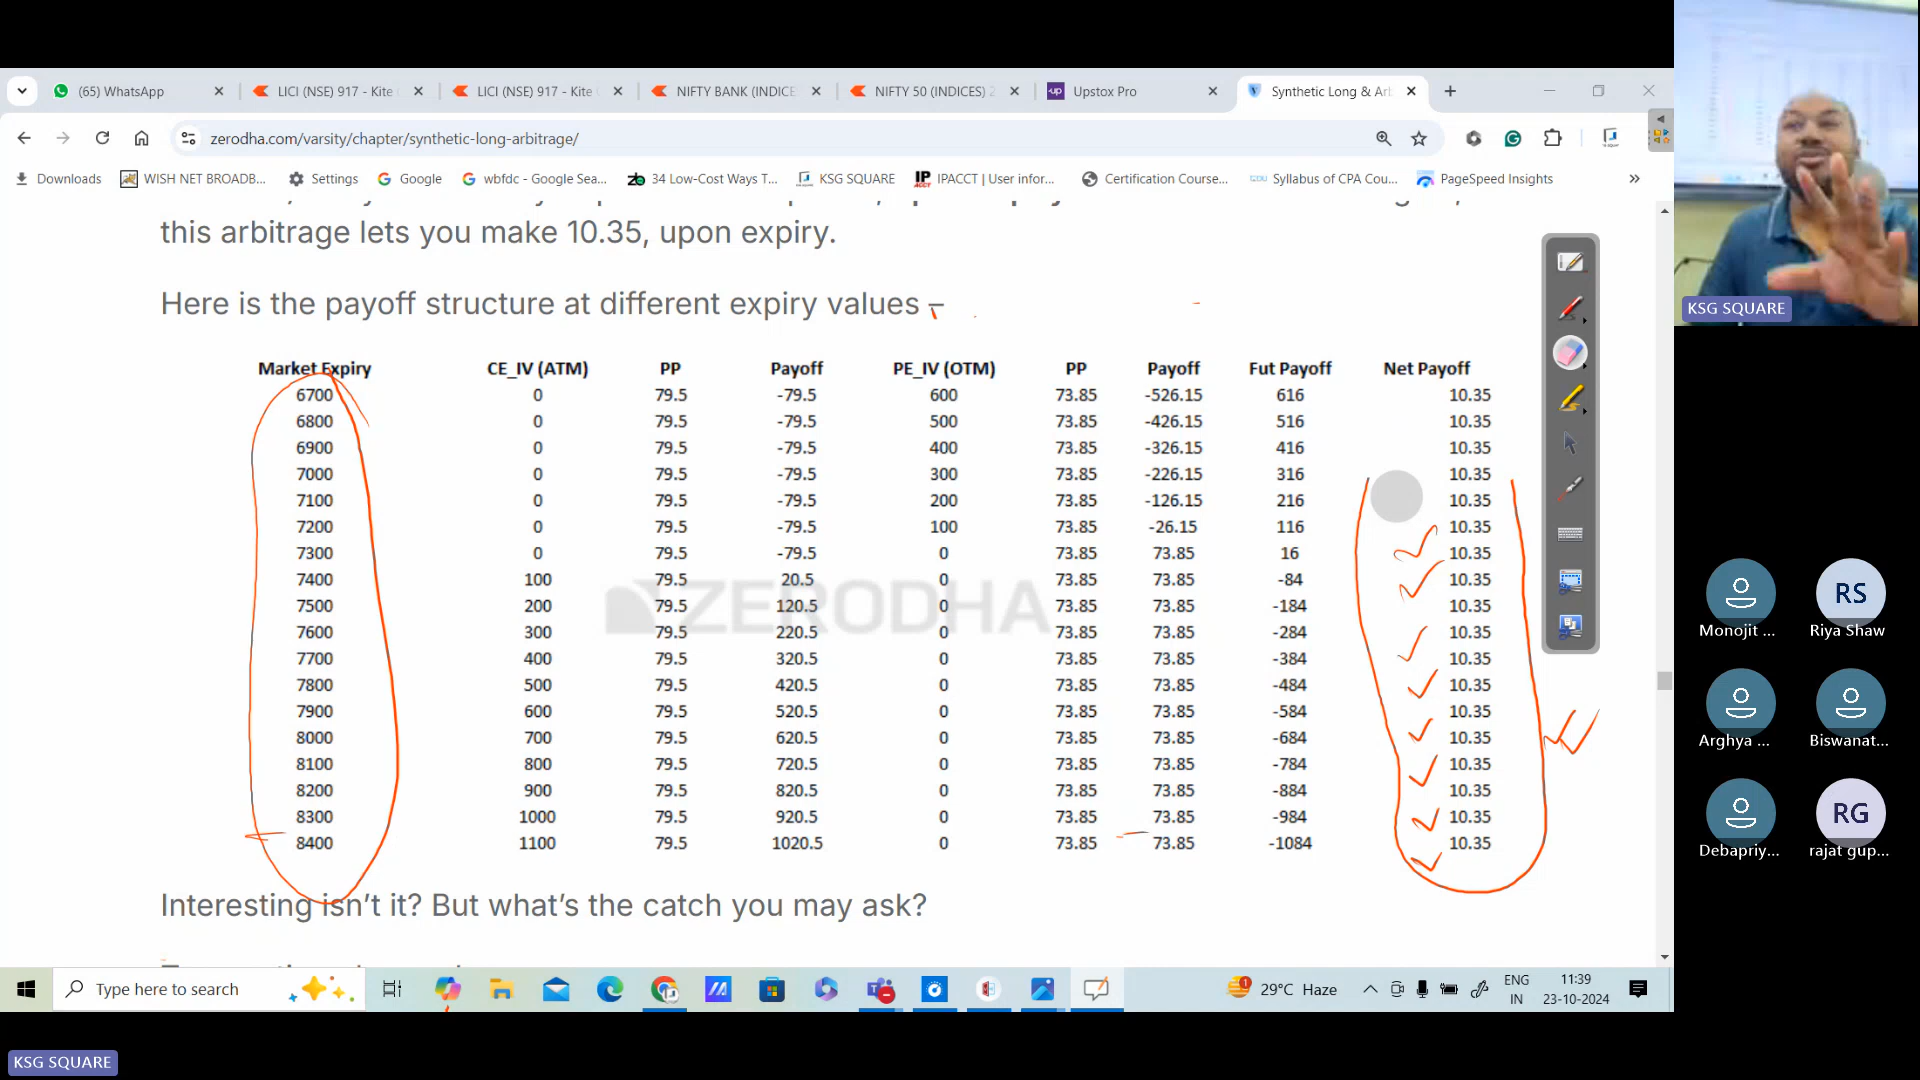 (65) WhatsApp
LICI (NSE) 917 - Kite
LICI (NSE) 917 - Kite
NIFTY BANK (INDICE
NIFTY 50 (INDICES) 2
Upstox Pro
Synthetic Long & Ar
zerodha.com/varsity/chapter/synthetic-long-arbitrage/
Downloads
WISH NET BROADB...
Settings
Google
wbfdc - Google Sea...
34 Low-Cost Ways T...
KSG SQUARE
IPACCT | User infor...
Certification Course...
Syllabus of CPA Cou...
PageSpeed Insights
this arbitrage lets you make 10.35, upon expiry.
Here is the payoff structure at different expiry values –
Market Expiry CE_IV (ATM) PP Payoff PE_IV (OTM) PP Payoff Fut Payoff Net Payoff
6700 0 79.5 -79.5 600 73.85 -526.15 616 10.35
6800 0 79.5 -79.5 500 73.85 -426.15 516 10.35
6900 0 79.5 -79.5 400 73.85 -326.15 416 10.35
7000 0 79.5 -79.5 300 73.85 -226.15 316 10.35
7100 0 79.5 -79.5 200 73.85 -126.15 216 10.35
7200 0 79.5 -79.5 100 73.85 -26.15 116 10.35
7300 0 79.5 -79.5 0 73.85 73.85 16 10.35
7400 100 79.5 20.5 0 73.85 73.85 -84 10.35
7500 200 79.5 120.5 0 73.85 73.85 -184 10.35
7600 300 79.5 220.5 0 73.85 73.85 -284 10.35
7700 400 79.5 320.5 0 73.85 73.85 -384 10.35
7800 500 79.5 420.5 0 73.85 73.85 -484 10.35
7900 600 79.5 520.5 0 73.85 73.85 -584 10.35
8000 700 79.5 620.5 0 73.85 73.85 -684 10.35
8100 800 79.5 720.5 0 73.85 73.85 -784 10.35
8200 900 79.5 820.5 0 73.85 73.85 -884 10.35
8300 1000 79.5 920.5 0 73.85 73.85 -984 10.35
8400 1100 79.5 1020.5 0 73.85 73.85 -1084 10.35
ZERODHA
Interesting isn't it? But what's the catch you may ask?
KSG SQUARE
RS
Monojit ...
Riya Shaw
Arghya ...
Biswanat...
RG
Debapriy...
rajat gup...
Type here to search
29°C Haze
ENG
IN
11:39
23-10-2024
KSG SQUARE